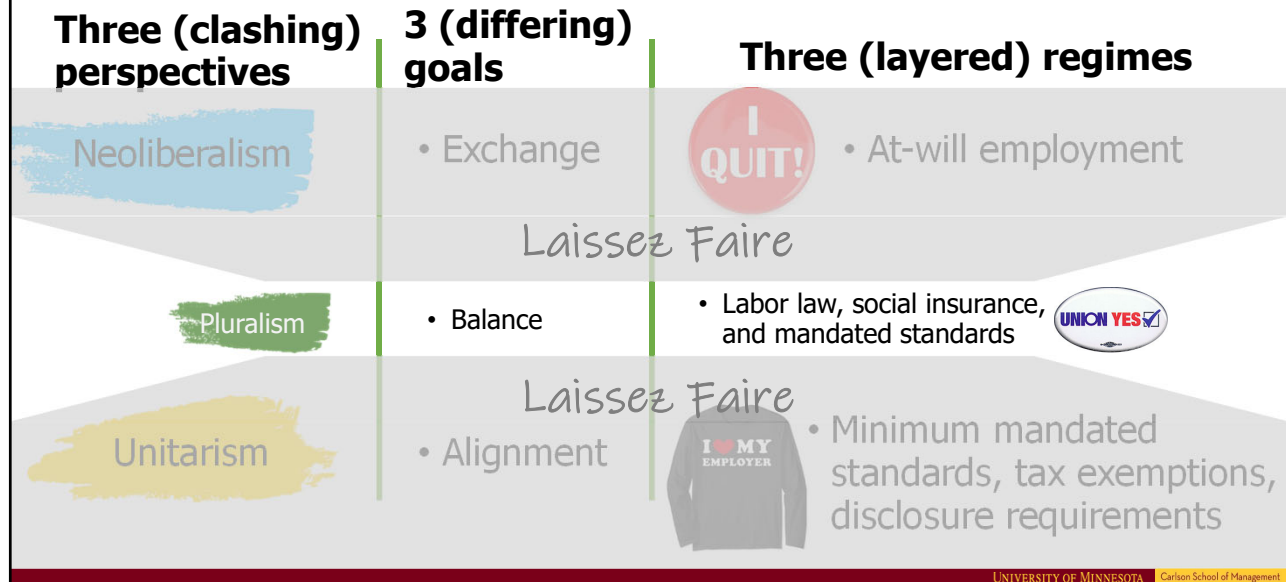 Three (clashing)
perspectives
3 (differing)
goals
Three (layered) regimes
Neoliberalism
• Exchange
I
QUIT!
• At-will employment
Laissez Faire
Pluralism
• Balance
• Labor law, social insurance,
and mandated standards
UNION YES
Laissez Faire
Unitarism
• Alignment
I ❤ MY
EMPLOYER
• Minimum mandated
standards, tax exemptions,
disclosure requirements
UNIVERSITY OF MINNESOTA
Carlson School of Management